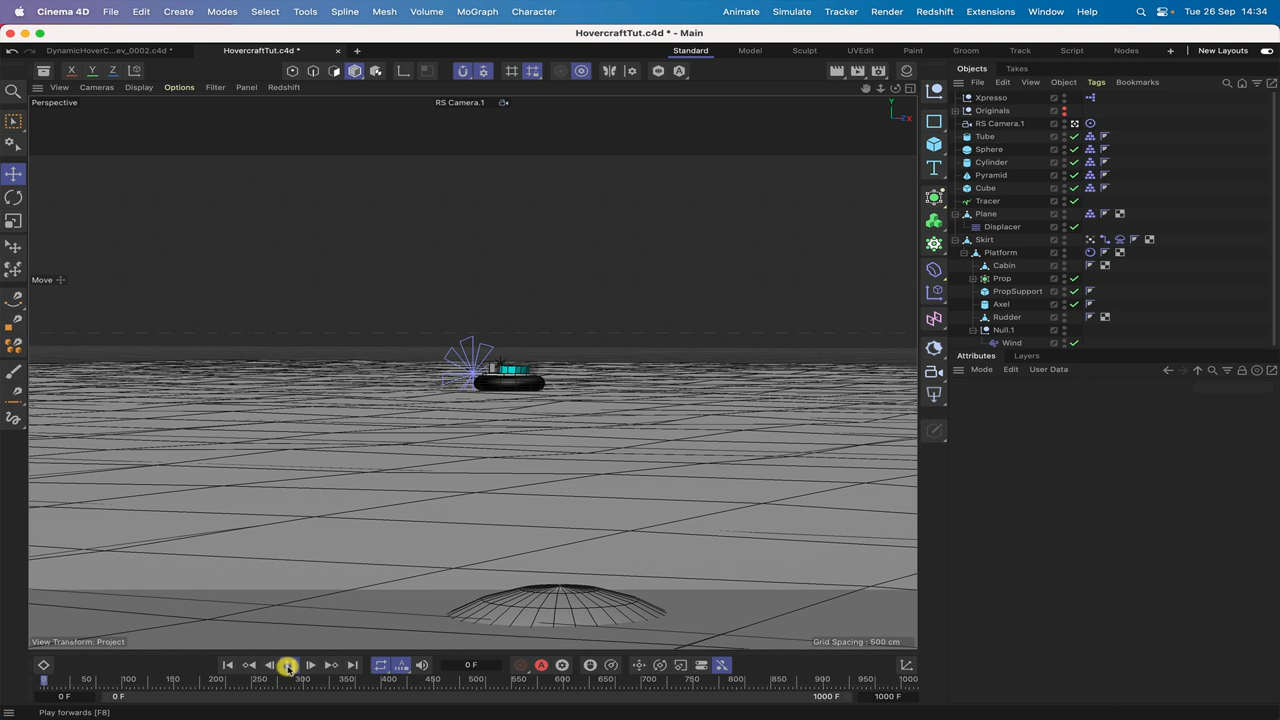 Cinema 4D File Edit Create Modes Select Tools Spline Mesh Volume MoGraph Character Animate Simulate Tracker Render Redshift Extensions Window Help Tue 26 Sep 14:34
HovercraftTut.c4d * - Main
DynamicHoverC...ev_0002.c4d * HovercraftTut.c4d * Standard Model Sculpt UVEdit Paint Groom Track Script Nodes New Layouts
X Y Z
Objects Takes
View Cameras Display Options Filter Panel Redshift
File Edit View Object Tags Bookmarks
Perspective RS Camera.1
Y
Z X
Xpresso
Originals
RS Camera.1
Tube
Sphere
Cylinder
Pyramid
Cube
Tracer
Plane
Displacer
Skirt
Platform
Cabin
Prop
PropSupport
Axel
Rudder
Null.1
Wind
Move
Attributes Layers
Mode Edit User Data
View Transform: Project Grid Spacing : 500 cm
0 F
0 50 100 150 200 250 300 350 400 450 500 550 600 650 700 750 800 850 900 950 1000
0 F 0 F 1000 F 1000 F
Play forwards [F8]